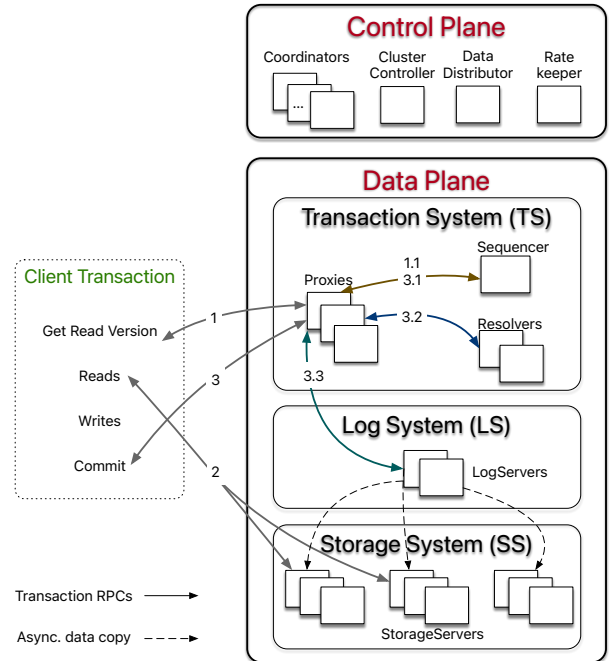 Control Plane
Coordinators
Cluster
Controller
Data
Distributor
Rate
keeper
...
Data Plane
Transaction System (TS)
Sequencer
1.1
3.1
Proxies
3.2
Resolvers
3.3
Client Transaction
Get Read Version
1
Reads
3
Writes
Commit
2
Log System (LS)
LogServers
Storage System (SS)
StorageServers
Transaction RPCs
Async. data copy